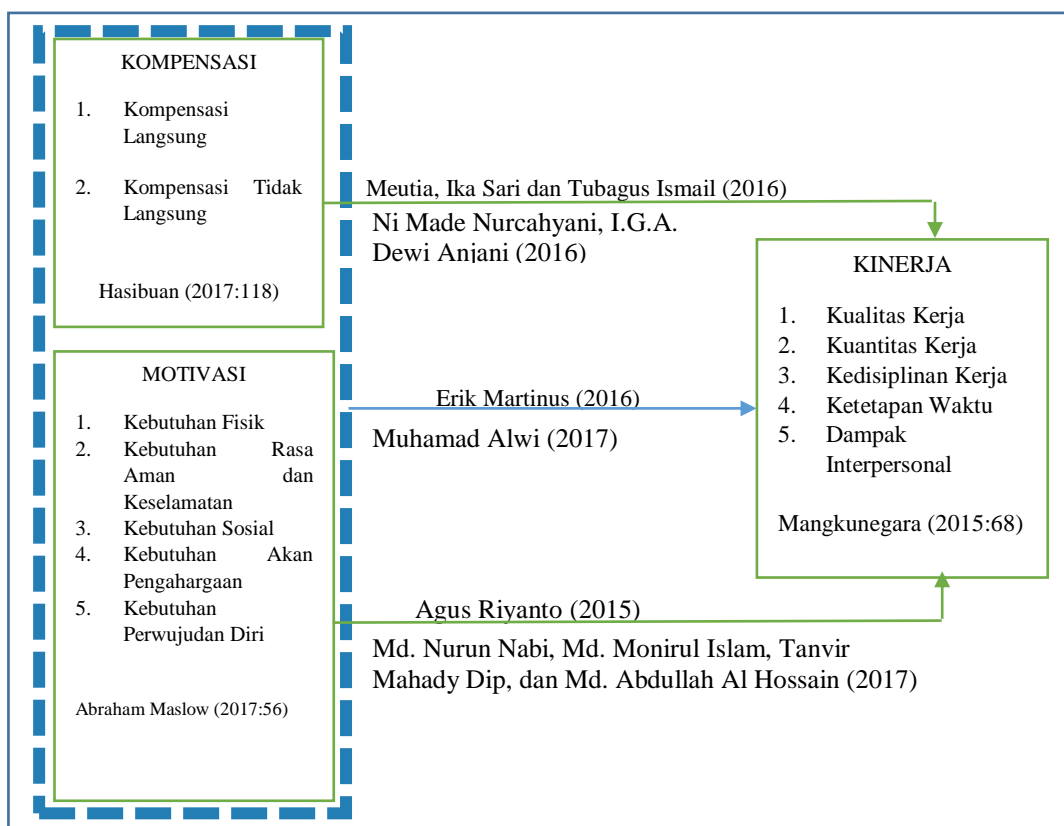 KOMPENSASI
1. Kompensasi
Langsung
2. Kompensasi Tidak
Langsung
Hasibuan (2017:118)
MOTIVASI
1. Kebutuhan Fisik
2. Kebutuhan Rasa
Aman dan
Keselamatan
3. Kebutuhan Sosial
4. Kebutuhan Akan
Pengahargaan
5. Kebutuhan
Perwujudan Diri
Abraham Maslow (2017:56)
Meutia, Ika Sari dan Tubagus Ismail (2016)
Ni Made Nurcahyani, I.G.A.
Dewi Anjani (2016)
Erik Martinus (2016)
Muhamad Alwi (2017)
Agus Riyanto (2015)
Md. Nurun Nabi, Md. Monirul Islam, Tanvir
Mahady Dip, dan Md. Abdullah Al Hossain (2017)
KINERJA
1. Kualitas Kerja
2. Kuantitas Kerja
3. Kedisiplinan Kerja
4. Ketetapan Waktu
5. Dampak
Interpersonal
Mangkunegara (2015:68)